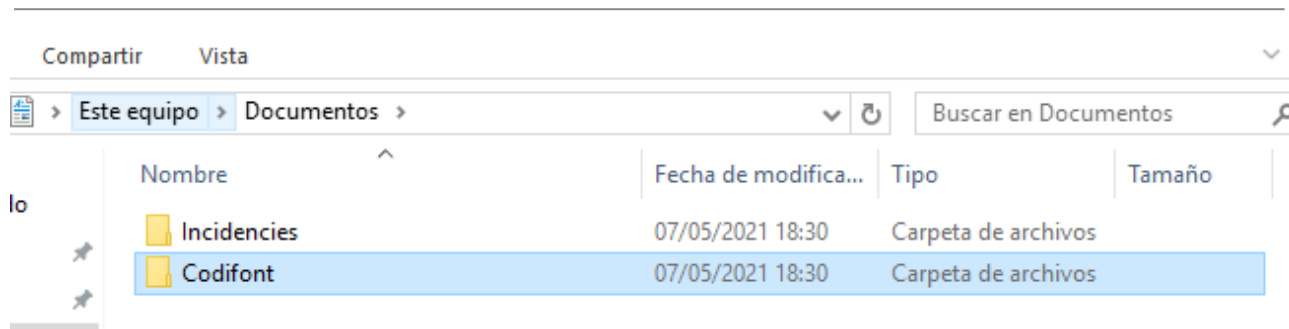 Compartir Vista
Este equipo > Documentos >
Buscar en Documentos
Nombre Fecha de modifica... Tipo Tamaño
lo
Incidencies 07/05/2021 18:30 Carpeta de archivos
Codifont 07/05/2021 18:30 Carpeta de archivos